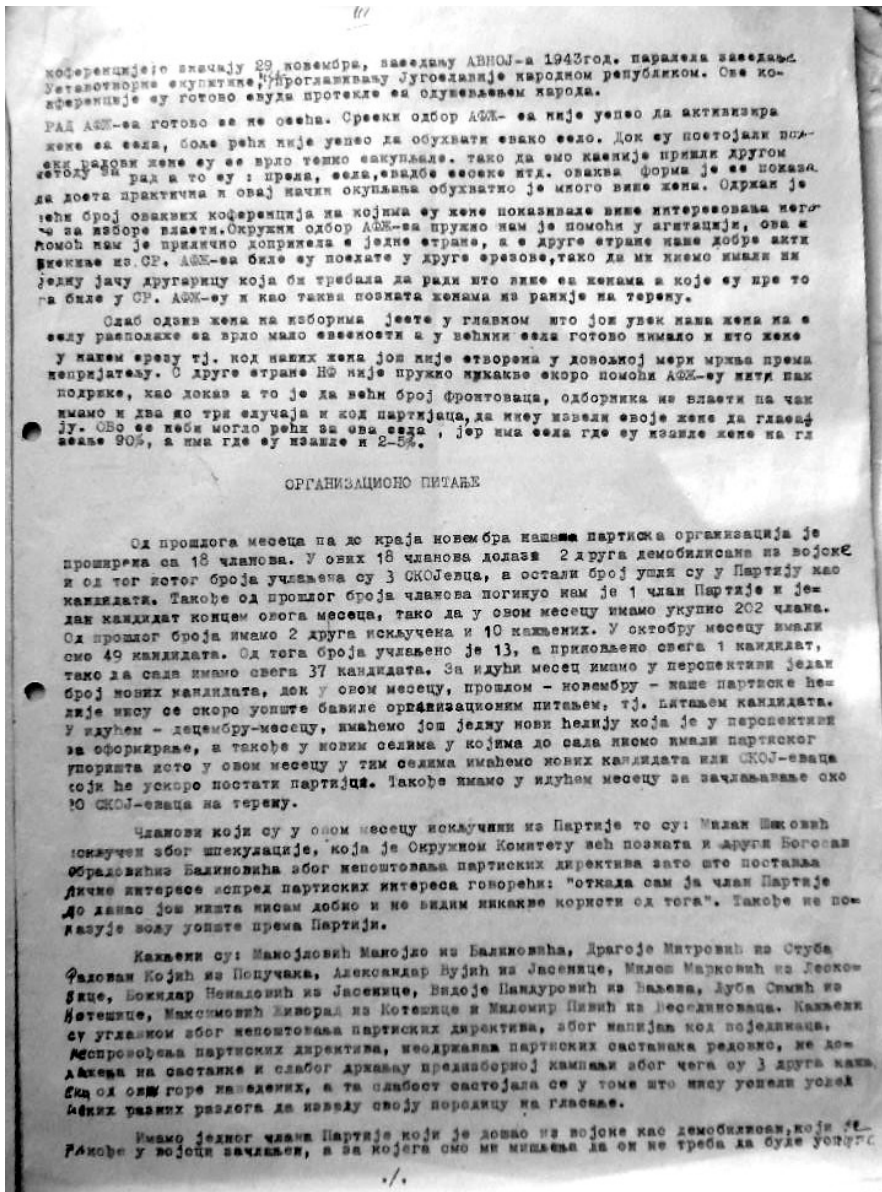 III
коференције;о значају 29 новембра, заседању АВНОЈ-а 1943год. паралела заседање
Уставотворне скупштине, проглашивању Југославије народном републиком. Ове ко-
нференције су готово свуда протекле са одушевљењем народа.
РАД АФЖ-еа готово се не осећа. Срески одбор АФЖ- еа није успео да активизира
жене са села, боље рећи није успео да обухвати свако село. Док су постојали
ски радови жене су се врло тешко сакупљале. тако да смо касније пришли другом
методу за рад а то су : прела, села,свадбе беседе итд. оваква форма је се показа
да доста практична и овај начин окупљања обухватио је много више жена. Одржан је
већи број оваквих коференција на којима су жене показивале више интересовања него
за изборе власти.Окружни одбор АФЖ-еа пружио нам је помоћи у агитацији, ова и
помоћ нам је прилично допринела с једне стране, а с друге стране наше добре акти
вискиње из.СР. АФЖ-еа биле су послате у друге срезове,тако да ми нисмо имали ни
једну јачу другарицу која би требала да ради што више са женама а које су пре то
га биле у СР. АФЖ-еу и као таква позната женама из раније на терену.
Слаб одзив жена на изборима јесте у главном што још увек наша жена на с
селу располаже са врло мало свесности а у већини села готово нимало и што жене
у нашем срезу тј. код наших жена још није створена у довољној мери мржња према
непријатељу. С друге стране НФ није пружио никакве скоро помоћи АФЖ-еу нити пак
подршке, као доказ а то је да већи број фронтоваца, одборника из власти па чак
имамо и два до три случаја и код партијаца,да нису извели своје жене да гласај
ју. ОВо се неби могло рећи за ова села , јер има села где су изашле жене на гл
асање 90%, а има где су изашле и 2-5%.
ОРГАНИЗАЦИОНО ПИТАЊЕ
Од прошлога месеца па до краја новембра наша партиска организација је
проширена са 18 чланова. У ових 18 чланова долазе 2 друга демобилисана из војске
и од тог истог броја учлањена су 3 СКОЈевца, а остали број ушли су у Партију као
кандидати. Такође од прошлог броја чланова погинуо нам је 1 члан Партије и је=
дан кандидат концем овога месеца, тако да у овом месецу имамо укупно 202 члана.
Од прошлог броја имамо 2 друга искључена и 10 кажњених. У октобру месецу имали
смо 49 кандидата. Од тога броја учлањено је 13, а приновљено свега 1 кандидат,
тако да сада имамо свега 37 кандидата. За идући месец имамо у перспективи један
број нових кандидата, док у овом месецу, прошлом - новембру - наше партиске ће=
лије нису се скоро уопште бавиле организационим питањем, тј. питањем кандидата.
У идућем - децембру-месецу, имаћемо још једну нови ћелију која је у перспективи
за оформирање, а такође у новим селима у којима до сада нисмо имали партиског
упоришта исто у овом месецу у тим селима имаћемо нових кандидата или СКОЈ-еваца
који ће ускоро постати партијци. Такође имамо у идућем месецу за зачлањавање око
0 СКОЈ-еваца на терену.
Чланови који су у овом месецу искључини из Партије то су: Милан Шаковић
искључен због шпекулације, која је Окружном Комитету већ позната и други Богосав
Обрадовићиз Балиновића због непоштовања партиских директива зато што поставља
личне интересе испред партиских интереса говорећи: "откада сам ја члан Партије
до данас још ништа нисам добио и не видим никакве користи од тога". Такође не по=
казује вољу уопште према Партији.
Кажњени су: Манојловић Манојло из Балиновића, Драгоје Митровић из Стуба
Радован Којић из Попучака, Александар Вујић из Јасенице, Милош Марковић из Леско=
вице, Божидар Ненадовић из Јасенице, Видоје Пандуровић из Ваљева, Љуба Симић из
Котешице, Максимовић Живорад из Котешице и Миломир Пивић из Веселиноваца. Кажњени
су углавном због непоштовања партиских директива, због напијања код појединаца,
неспровођења партиских директива, неодржавања партиских састанака редовно, не до=
лажења на састанке и слабог држању предизборној кампањи због чега су 3 друга кажњ
ена од ових горе наведених, а та слабост састојала се у томе што нису успели услед
неких разних разлога да изведу своју породицу на гласање.
Имамо једног члана Партије који је дошао из војске као демобилисан,који је
такође у војсци зачлањен, а за којега смо ми мишљења да он не треба да буде уопште
./.